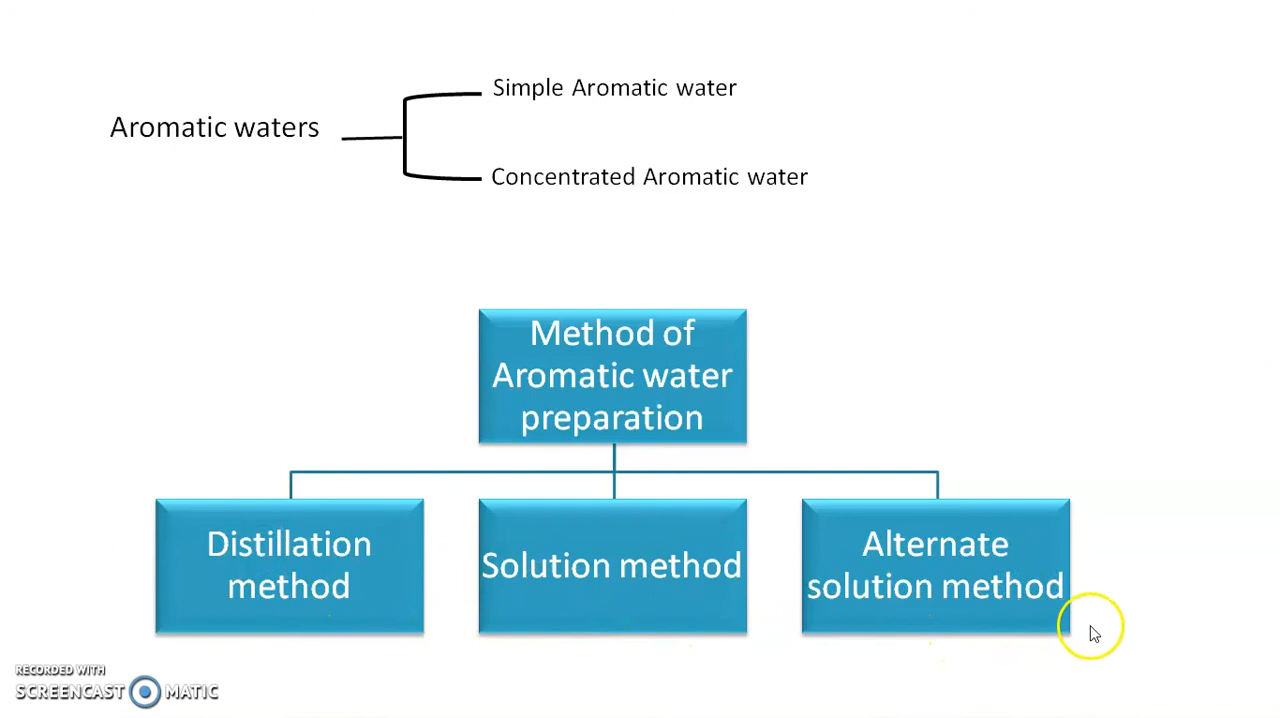 Simple Aromatic water
Aromatic waters
Concentrated Aromatic water
Method of
Aromatic water
preparation
Distillation
method
Solution method
Alternate
solution method
RECORDED WITH
SCREENCAST MATIC